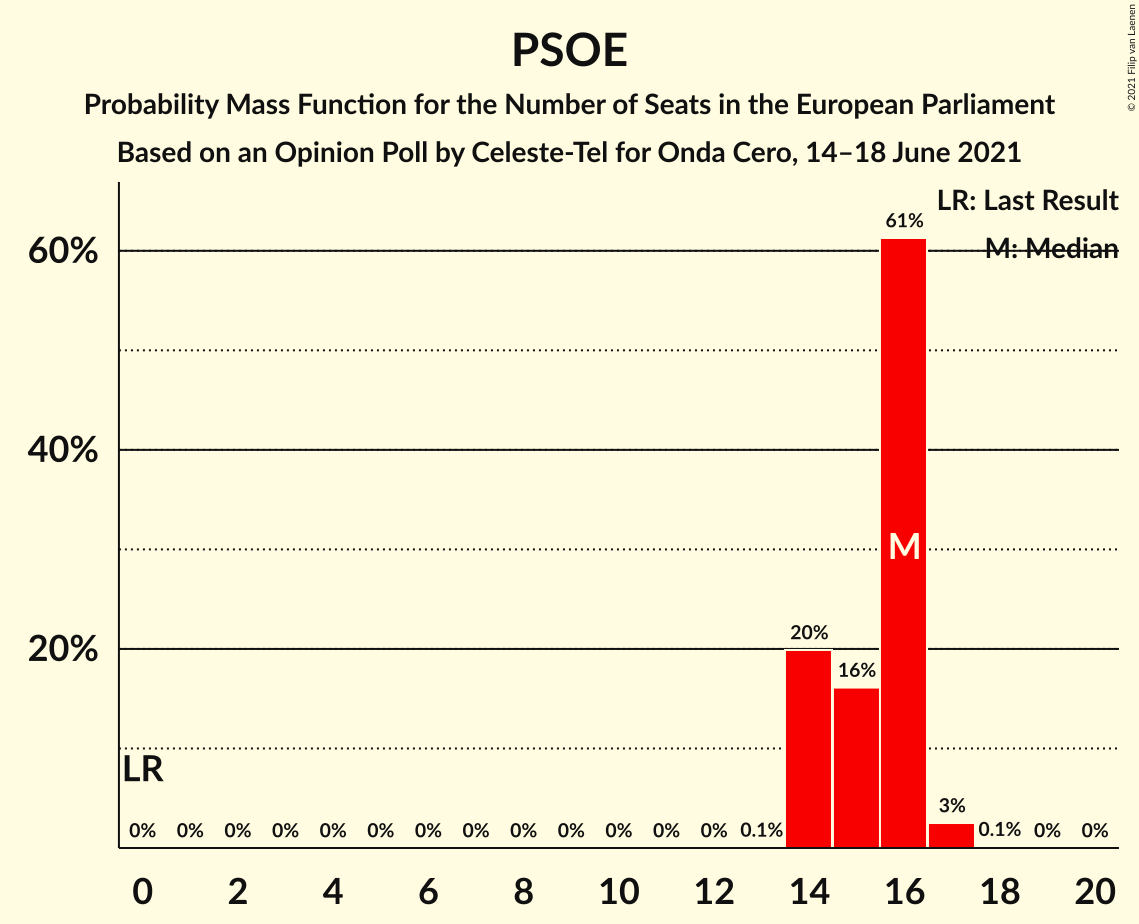 PSOE
Probability Mass Function for the Number of Seats in the European Parliament
Based on an Opinion Poll by Celeste-Tel for Onda Cero, 14–18 June 2021
© 2021 Filip van Laenen
LR: Last Result
M: Median
61%
60%
40%
M
20%
20%
16%
LR
3%
0% 0% 0% 0% 0% 0% 0% 0% 0% 0% 0% 0% 0% 0.1% 0.1% 0% 0%
0 2 4 6 8 10 12 14 16 18 20